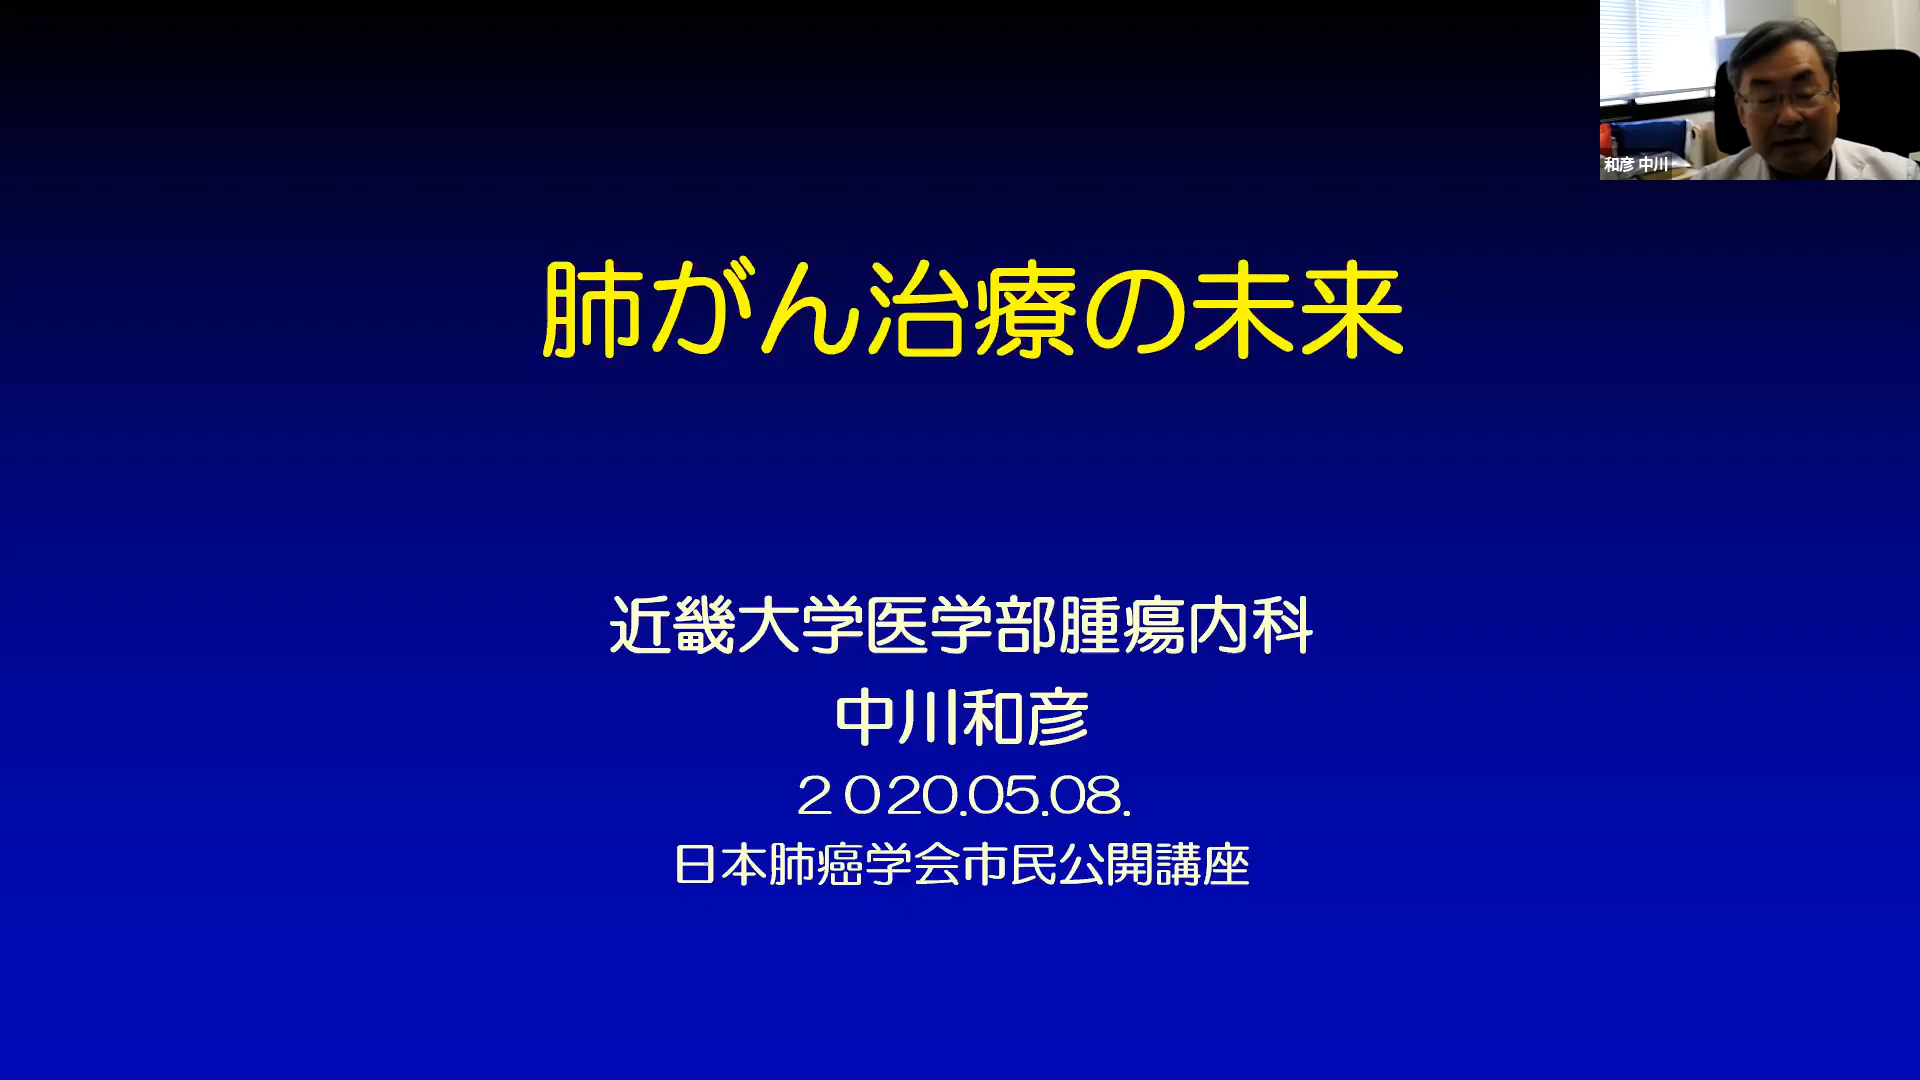 和彦 中川
肺がん治療の未来
近畿大学医学部腫瘍内科
中川和彦
２０20.05.08.
日本肺癌学会市民公開講座